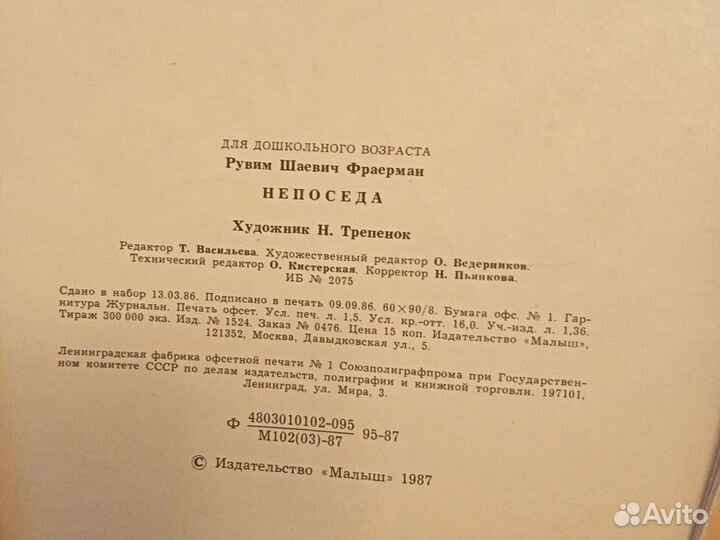 ДЛЯ ДОШКОЛЬНОГО ВОЗРАСТА
Рувим Шаевич Фраерман
НЕПОСЕДА
Художник Н. Трепенок
Редактор Т. Васильева. Художественный редактор О. Ведерников.
Технический редактор О. Кистерская. Корректор Н. Пьянкова.
ИБ № 2075
Сдано в набор 13.03.86. Подписано в печать 09.09.86. 60×90/8. Бумага офс. № 1. Гар-
нитура Журнальн. Печать офсет. Усл. печ. л. 1,5. Усл. кр.-отт. 16,0. Уч.-изд. л. 1,36.
Тираж 300 000 экз. Изд. № 1524. Заказ № 0476. Цена 15 коп. Издательство «Малыш»,
121352, Москва, Давыдковская ул., 5.
Ленинградская фабрика офсетной печати № 1 Союзполиграфпрома при Государствен-
ном комитете СССР по делам издательств, полиграфии и книжной торговли. 197101,
Ленинград, ул. Мира, 3.
Ф 4803010102-095 95-87
М102(03)-87
© Издательство «Малыш» 1987
Avito